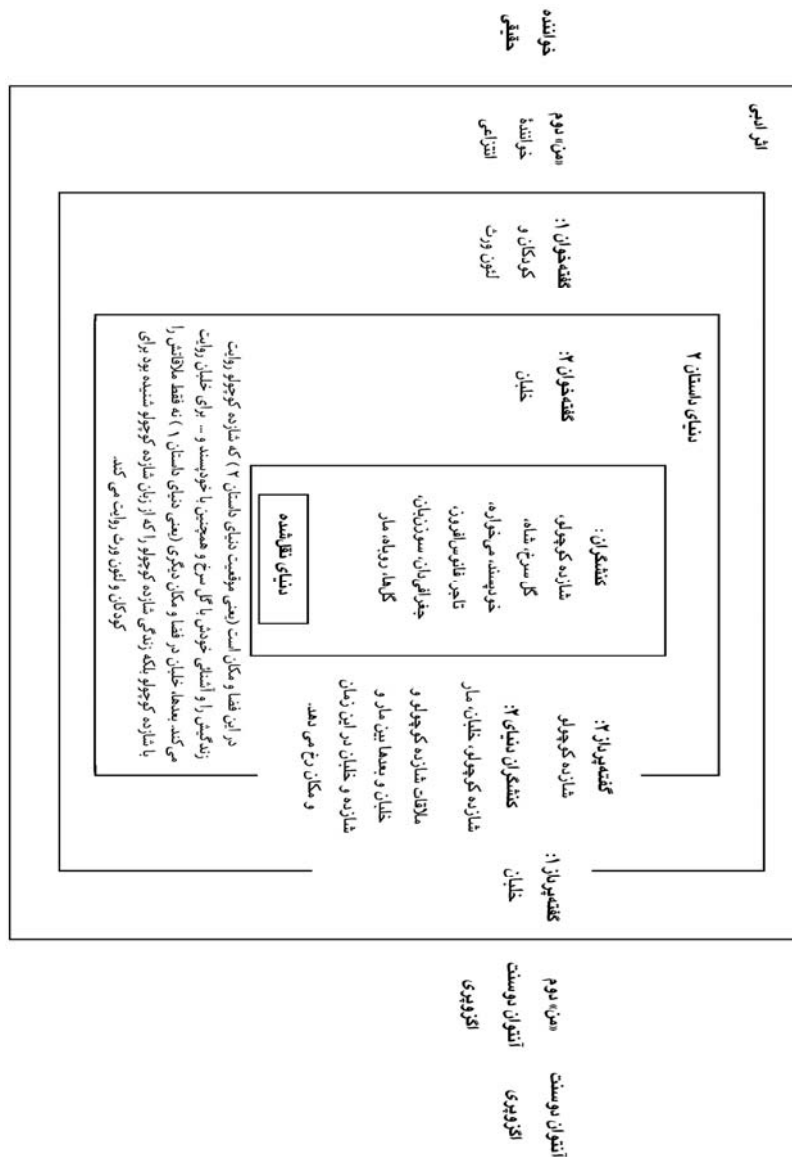 آنتوان دوسنت
اگزوپری
«من» دوم
آنتوان دوسنت
اگزوپری
اثر ادبی
گفته‌پرداز ۱:
خلبان
دنیای داستان ۲
گفته‌پرداز ۲:
شازده کوچولو
کنشگران دنیای ۲:
شازده کوچولو، خلبان، مار
ملاقات شازده کوچولو و
خلبان و بعدها بین مار و
شازده و خلبان در این زمان
و مکان رخ می دهد.
کنشگران:
شازده کوچولو،
گل سرخ، شاه،
خودپسند، می‌خواره،
تاجر، فانوس‌افروز،
جغرافی‌دان، سوزن‌بان،
گل‌ها، روباه، مار
دنیای نقل‌شده
گفته‌خوان ۲:
خلبان
در این فضا و مکان است (یعنی موقعیت دنیای داستان ۲) که شازده کوچولو روایت
زندگیش را و آشنائی خودش با گل سرخ و همچنین با خودپسند و ... برای خلبان روایت
می‌کند. بعدها، خلبان در فضا و مکان دیگری (یعنی دنیای داستان ۱) نه فقط ملاقاتش را
با شازده کوچولو بلکه زندگی شازده کوچولو را که از زبان شازده کوچولو شنیده بود برای
کودکان و لئون ورث روایت می کند.
گفته‌خوان ۱:
کودکان و
لئون ورث
«من» دوم
خوانندهٔ
انتزاعی
خواننده
حقیقی